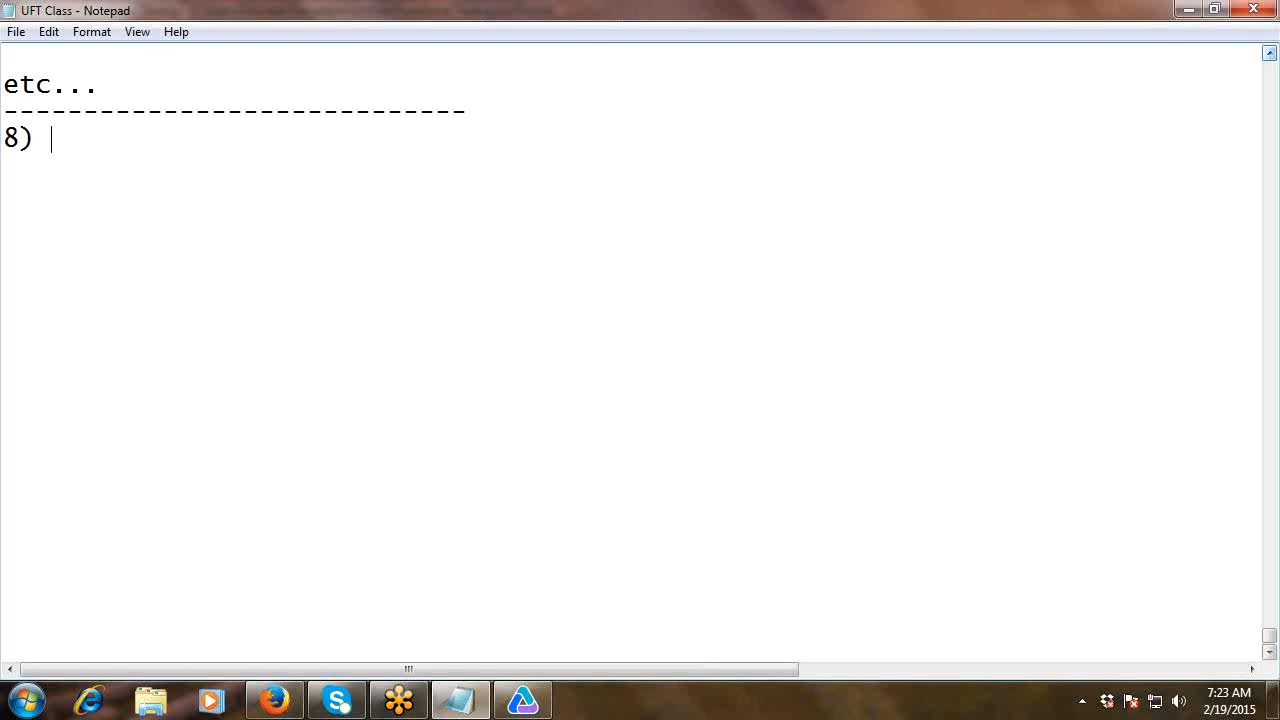 UFT Class - Notepad
File Edit Format View Help
etc...
-----------------------------
8)
7:23 AM
2/19/2015